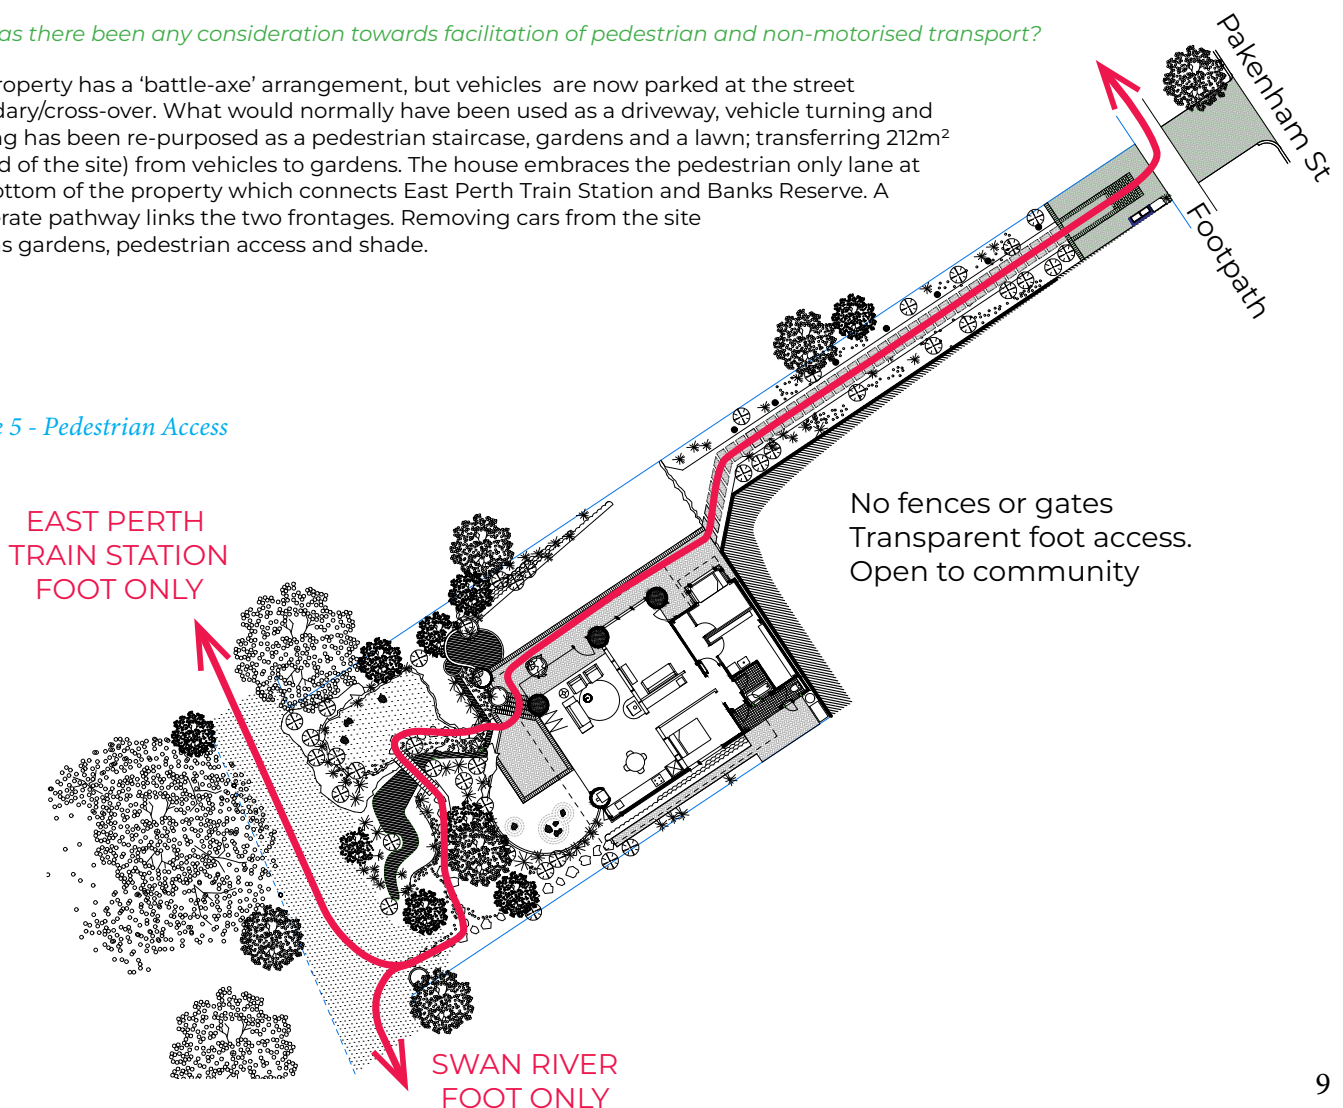 as there been any consideration towards facilitation of pedestrian and non-motorised transport?
roperty has a ‘battle-axe’ arrangement, but vehicles are now parked at the street
dary/cross-over. What would normally have been used as a driveway, vehicle turning and
ng has been re-purposed as a pedestrian staircase, gardens and a lawn; transferring 212m²
d of the site) from vehicles to gardens. The house embraces the pedestrian only lane at
ottom of the property which connects East Perth Train Station and Banks Reserve. A
erate pathway links the two frontages. Removing cars from the site
ns gardens, pedestrian access and shade.
Pakenham St
Footpath
e 5 - Pedestrian Access
No fences or gates
Transparent foot access.
Open to community
EAST PERTH
TRAIN STATION
FOOT ONLY
SWAN RIVER
FOOT ONLY
9